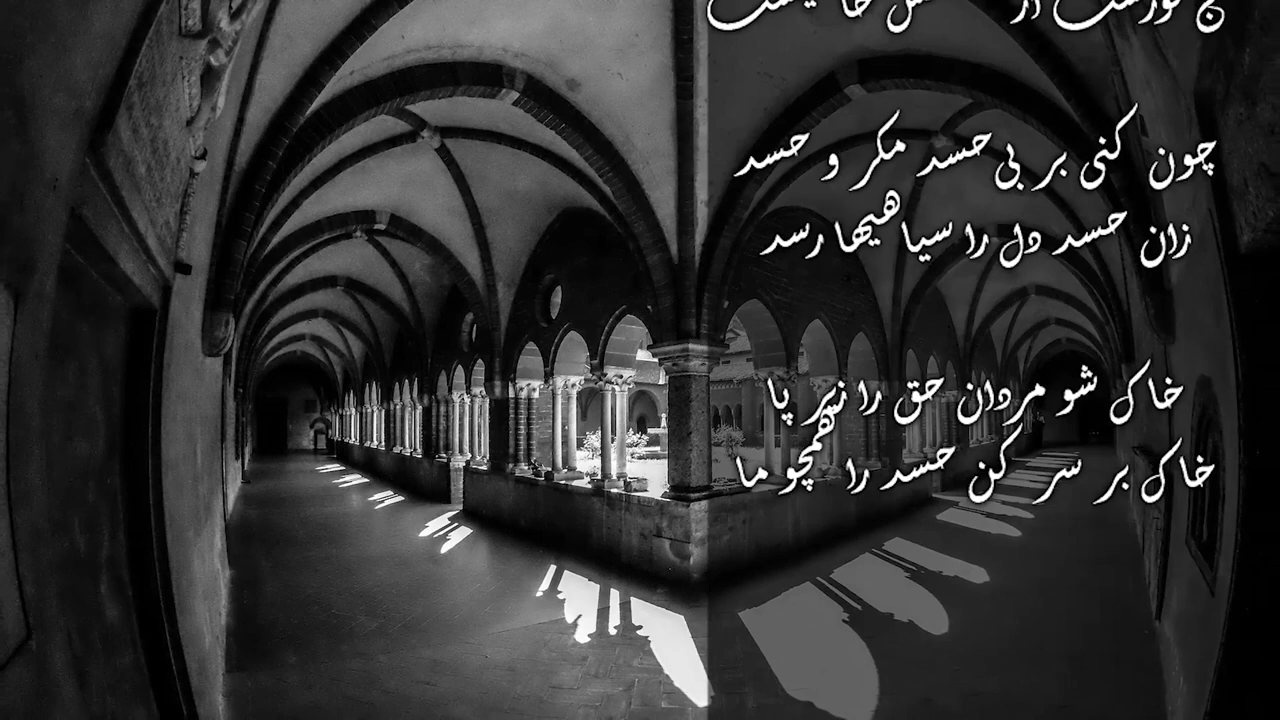 چون کنی بر بی حسد مکر و حسد
زان حسد دل را سیاهیها رسد
خاک شو مردان حق را زیر پا
خاک بر سر کن حسد را همچو ما